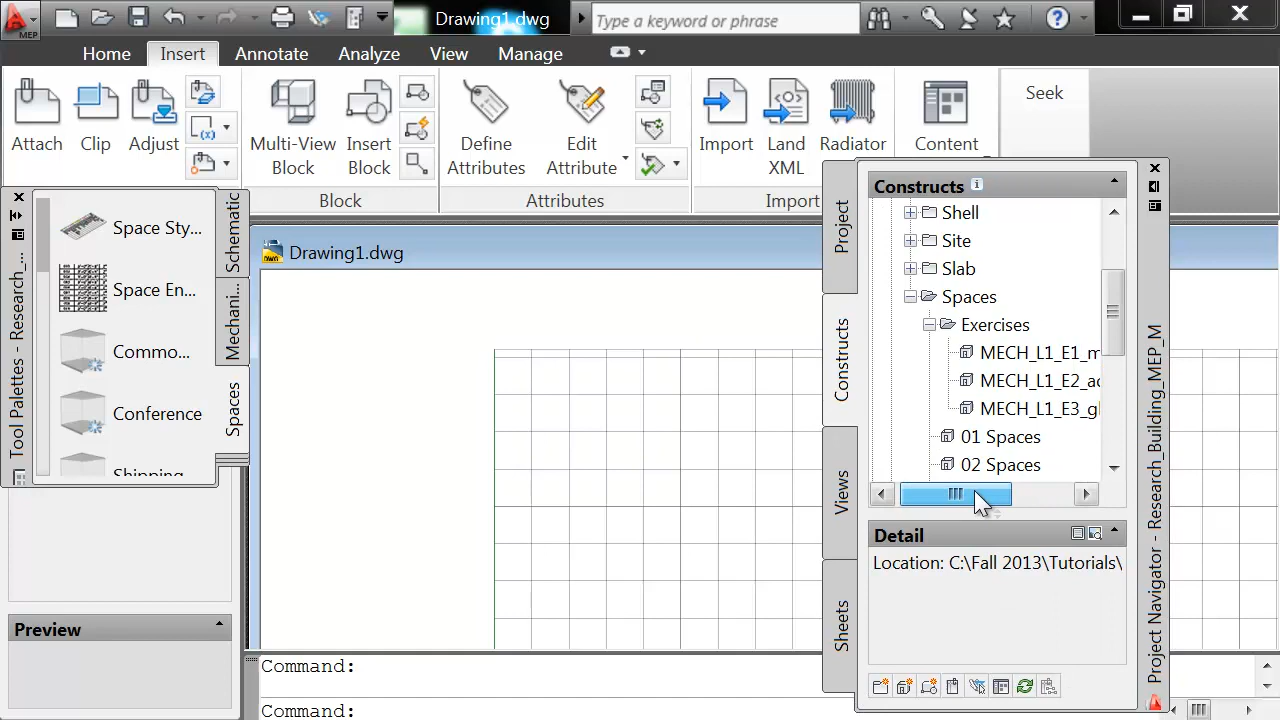 MEP
Drawing1.dwg
Type a keyword or phrase
Home
Insert
Annotate
Analyze
View
Manage
Attach
Clip
Adjust
Multi-View
Block
Insert
Block
Define
Attributes
Edit
Attribute
Import
Land
XML
Radiator
Content
Seek
Block
Attributes
Import
Tool Palettes - Research_...
Space Sty...
Space En...
Commo...
Conference
Shipping
Schematic
Mechani...
Spaces
Preview
Drawing1.dwg
Command:
Command:
Project
Constructs
Views
Sheets
Constructs
Shell
Site
Slab
Spaces
Exercises
MECH_L1_E1_m
MECH_L1_E2_ac
MECH_L1_E3_gl
01 Spaces
02 Spaces
Detail
Location: C:\Fall 2013\Tutorials\
Project Navigator - Research_Building_MEP_M